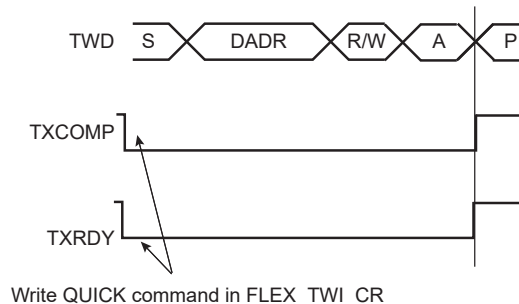 TWD S DADR R/W A P
TXCOMP
TXRDY
Write QUICK command in FLEX_TWI_CR